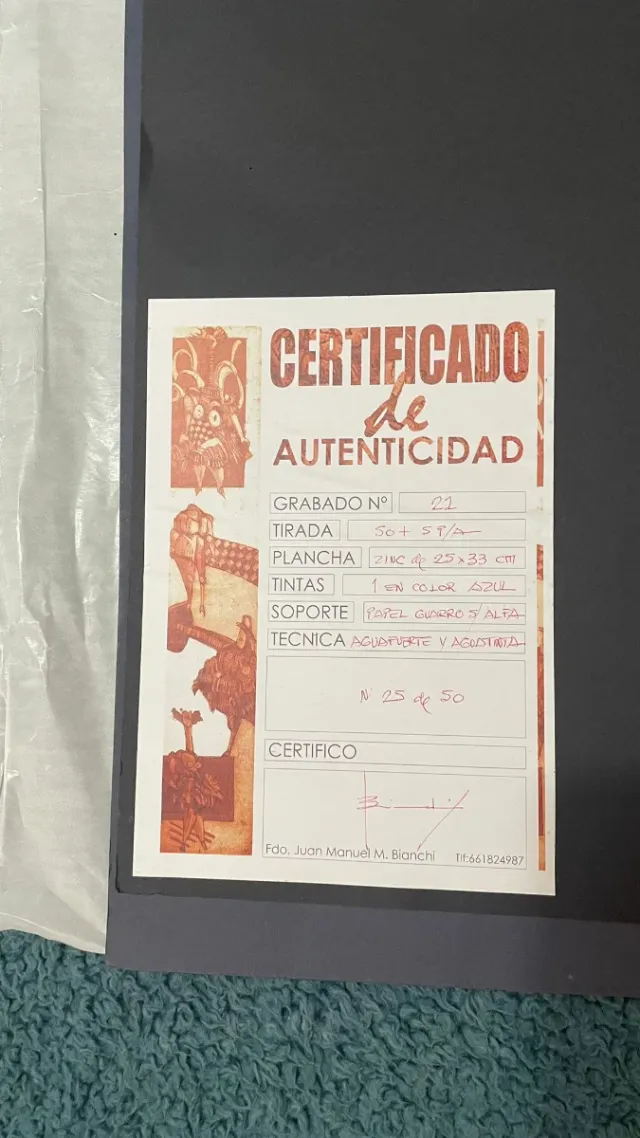 CERTIFICADO
de
AUTENTICIDAD
GRABADO Nº 21
TIRADA 50 + 5 P/A
PLANCHA ZINC de 25 x 33 CM
TINTAS 1 EN COLOR AZUL
SOPORTE PAPEL GUARRO S/ ALFA
TECNICA AGUAFUERTE Y AGUATINTA
Nº 25 de 50
CERTIFICO
Fdo. Juan Manuel M. Bianchi Tlf:661824987